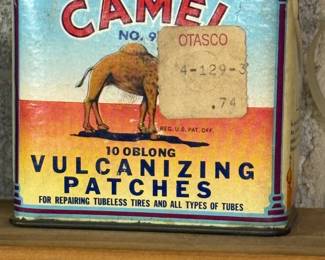 CAMEL
NO. 9
OTASCO
4-129-3
.74
REG. U.S. PAT. OFF.
10 OBLONG
VULCANIZING
PATCHES
FOR REPAIRING TUBELESS TIRES AND ALL TYPES OF TUBES